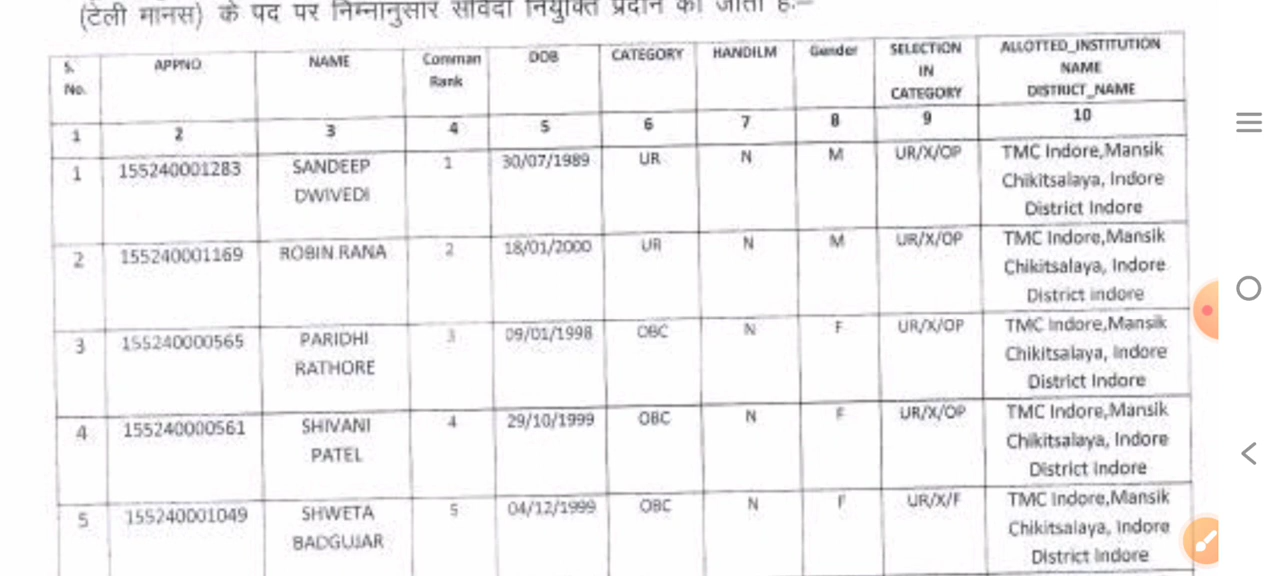 (टेली मानस) के पद पर निम्नानुसार संविदा नियुक्ति प्रदान की जाती है:–
S. No. APPNO NAME Comman Rank DOB CATEGORY HANDILM Gender SELECTION IN CATEGORY ALLOTTED_INSTITUTION NAME DISTRICT_NAME
1 2 3 4 5 6 7 8 9 10
1 155240001283 SANDEEP DWIVEDI 1 30/07/1989 UR N M UR/X/OP TMC Indore,Mansik Chikitsalaya, Indore District Indore
2 155240001169 ROBIN RANA 2 18/01/2000 UR N M UR/X/OP TMC Indore,Mansik Chikitsalaya, Indore District Indore
3 155240000565 PARIDHI RATHORE 3 09/01/1998 OBC N F UR/X/OP TMC Indore,Mansik Chikitsalaya, Indore District Indore
4 155240000561 SHIVANI PATEL 4 29/10/1999 OBC N F UR/X/OP TMC Indore,Mansik Chikitsalaya, Indore District Indore
5 155240001049 SHWETA BADGUJAR 5 04/12/1999 OBC N F UR/X/F TMC Indore,Mansik Chikitsalaya, Indore District Indore